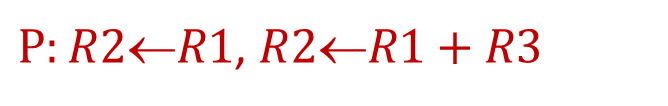 P: R2←R1, R2←R1 + R3